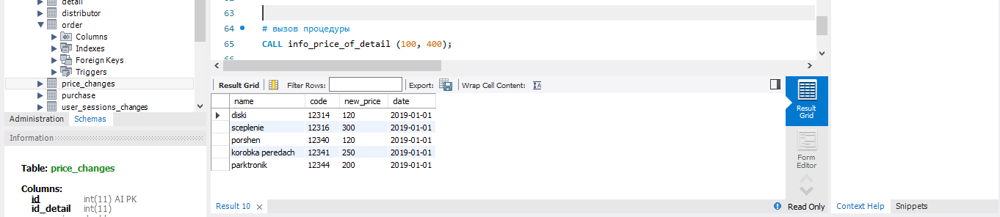 detail
distributor
order
Columns
Indexes
Foreign Keys
Triggers
price_changes
purchase
user_sessions_changes
Administration Schemas
Information
Table: price_changes
Columns:
id int(11) AI PK
id_detail int(11)
63
64 # вызов процедуры
65 CALL info_price_of_detail (100, 400);
66
Result Grid Filter Rows: Export: Wrap Cell Content:
name code new_price date
diski 12314 120 2019-01-01
sceplenie 12316 300 2019-01-01
porshen 12340 120 2019-01-01
korobka peredach 12341 250 2019-01-01
parktronik 12344 200 2019-01-01
Result 10
Read Only
Result
Grid
Form
Editor
Context Help Snippets